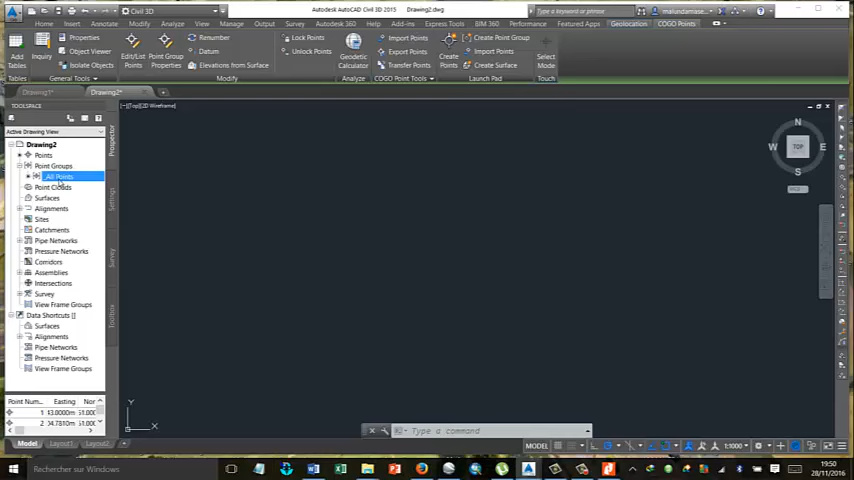 Civil 3D
Autodesk AutoCAD Civil 3D 2015 Drawing2.dwg
Type a keyword or phrase
Home Insert Annotate Modify Analyze View Manage Output Survey Autodesk 360 Help Add-ins Express Tools BIM 360 Performance Featured Apps Geolocation COGO Points
Add Tables
Inquiry
Properties
Object Viewer
Isolate Objects
Edit/List Points
Point Group Properties
Renumber
Datum
Elevations from Surface
Lock Points
Unlock Points
Geodetic Calculator
Import Points
Export Points
Transfer Points
Create Points
Create Point Group
Import Points
Create Surface
Select Mode
Tables General Tools Modify Analyze COGO Point Tools Launch Pad Touch
Drawing1* Drawing2*
TOOLSPACE
[−][Top][2D Wireframe]
Active Drawing View
Drawing2
Points
Point Groups
_All Points
Point Clouds
Surfaces
Alignments
Sites
Catchments
Pipe Networks
Pressure Networks
Corridors
Assemblies
Intersections
Survey
View Frame Groups
Data Shortcuts []
Surfaces
Alignments
Pipe Networks
Pressure Networks
View Frame Groups
Prospector
Settings
Survey
Toolbox
N
W TOP E
S
Point Num... Easting Nor
1
2
Y
X
Type a command
Model Layout1 Layout2
MODEL 1:1000
Rechercher sur Windows
19:50
28/11/2016